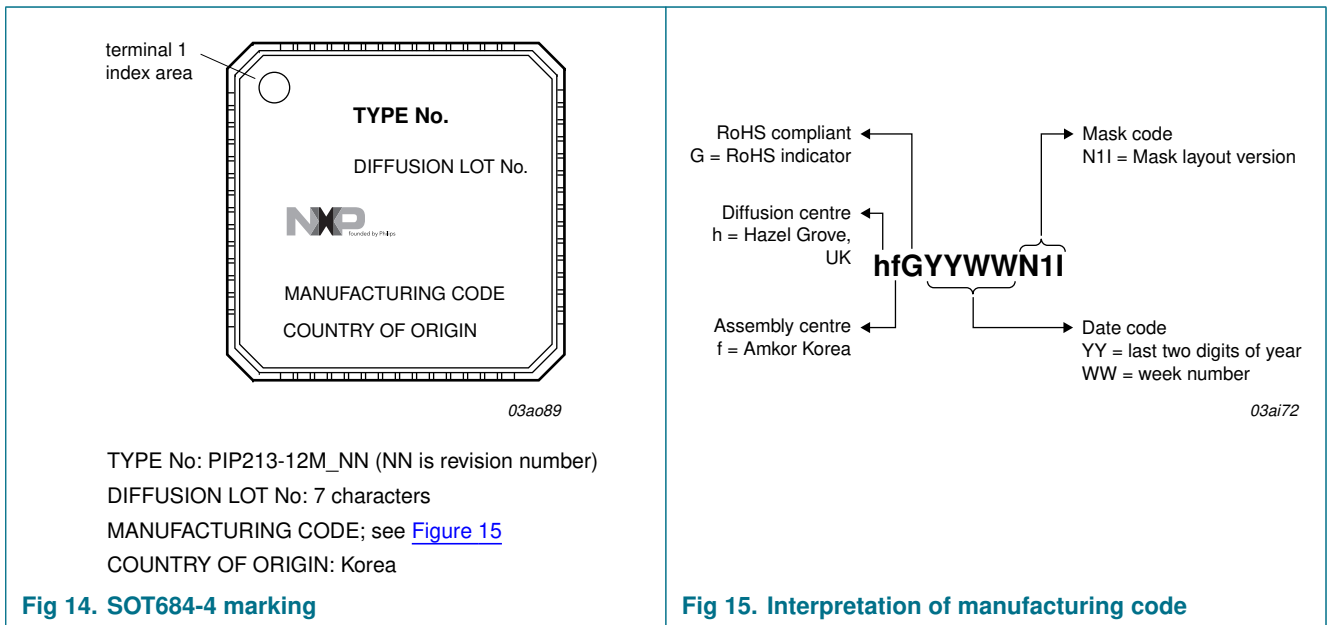 terminal 1
index area
TYPE No.
DIFFUSION LOT No.
NXP
founded by Philips
MANUFACTURING CODE
COUNTRY OF ORIGIN
03ao89
TYPE No: PIP213-12M_NN (NN is revision number)
DIFFUSION LOT No: 7 characters
MANUFACTURING CODE; see Figure 15
COUNTRY OF ORIGIN: Korea
Fig 14. SOT684-4 marking
RoHS compliant
G = RoHS indicator
Mask code
N1I = Mask layout version
Diffusion centre
h = Hazel Grove,
UK
hfGYYWWN1I
Assembly centre
f = Amkor Korea
Date code
YY = last two digits of year
WW = week number
03ai72
Fig 15. Interpretation of manufacturing code